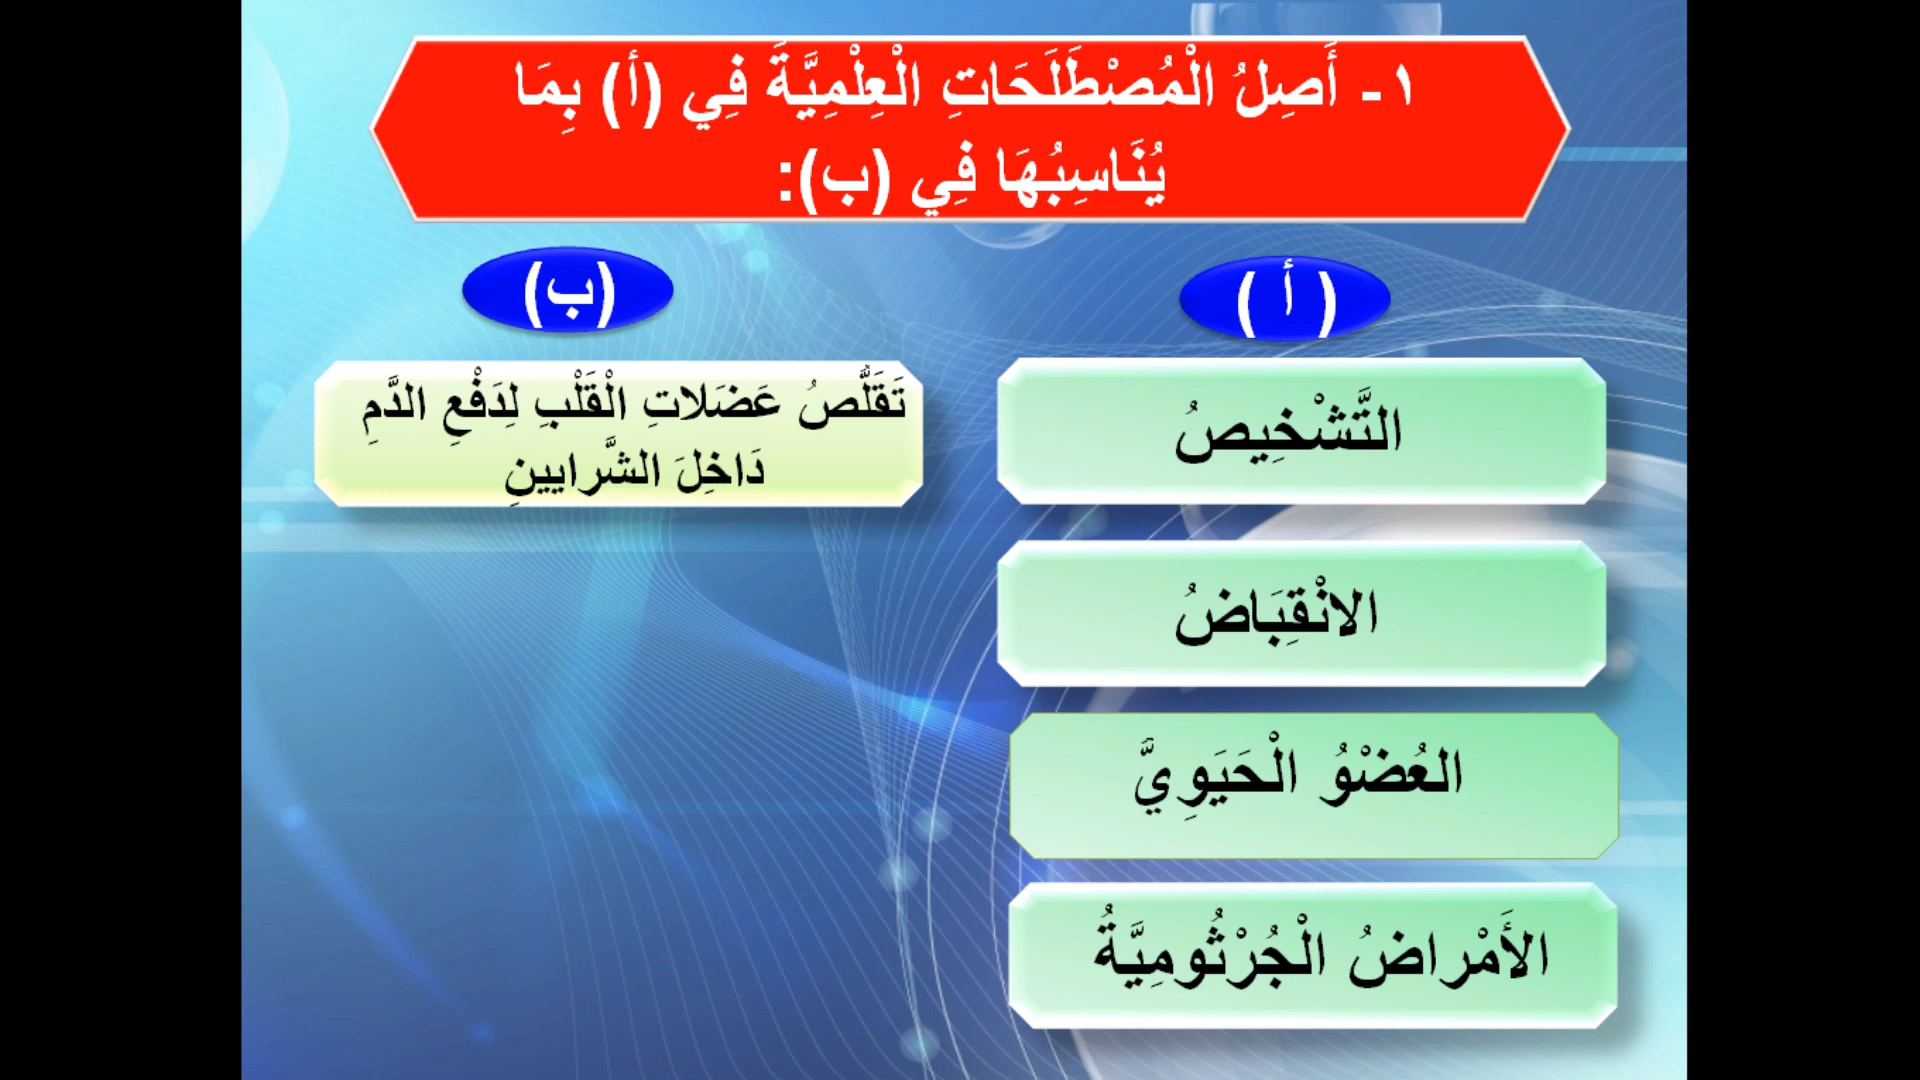 ١- أَصِلُ الْمُصْطَلَحَاتِ الْعِلْمِيَّةَ فِي (أ) بِمَا
يُنَاسِبُهَا فِي (ب):
( أ )
(ب)
التَّشْخِيصُ
تَقَلُّصُ عَضَلاتِ الْقَلْبِ لِدَفْعِ الدَّمِ
دَاخِلَ الشَّرايينِ
الانْقِبَاضُ
العُضْوُ الْحَيَوِيَّ
الأَمْراضُ الْجُرْثُومِيَّةُ